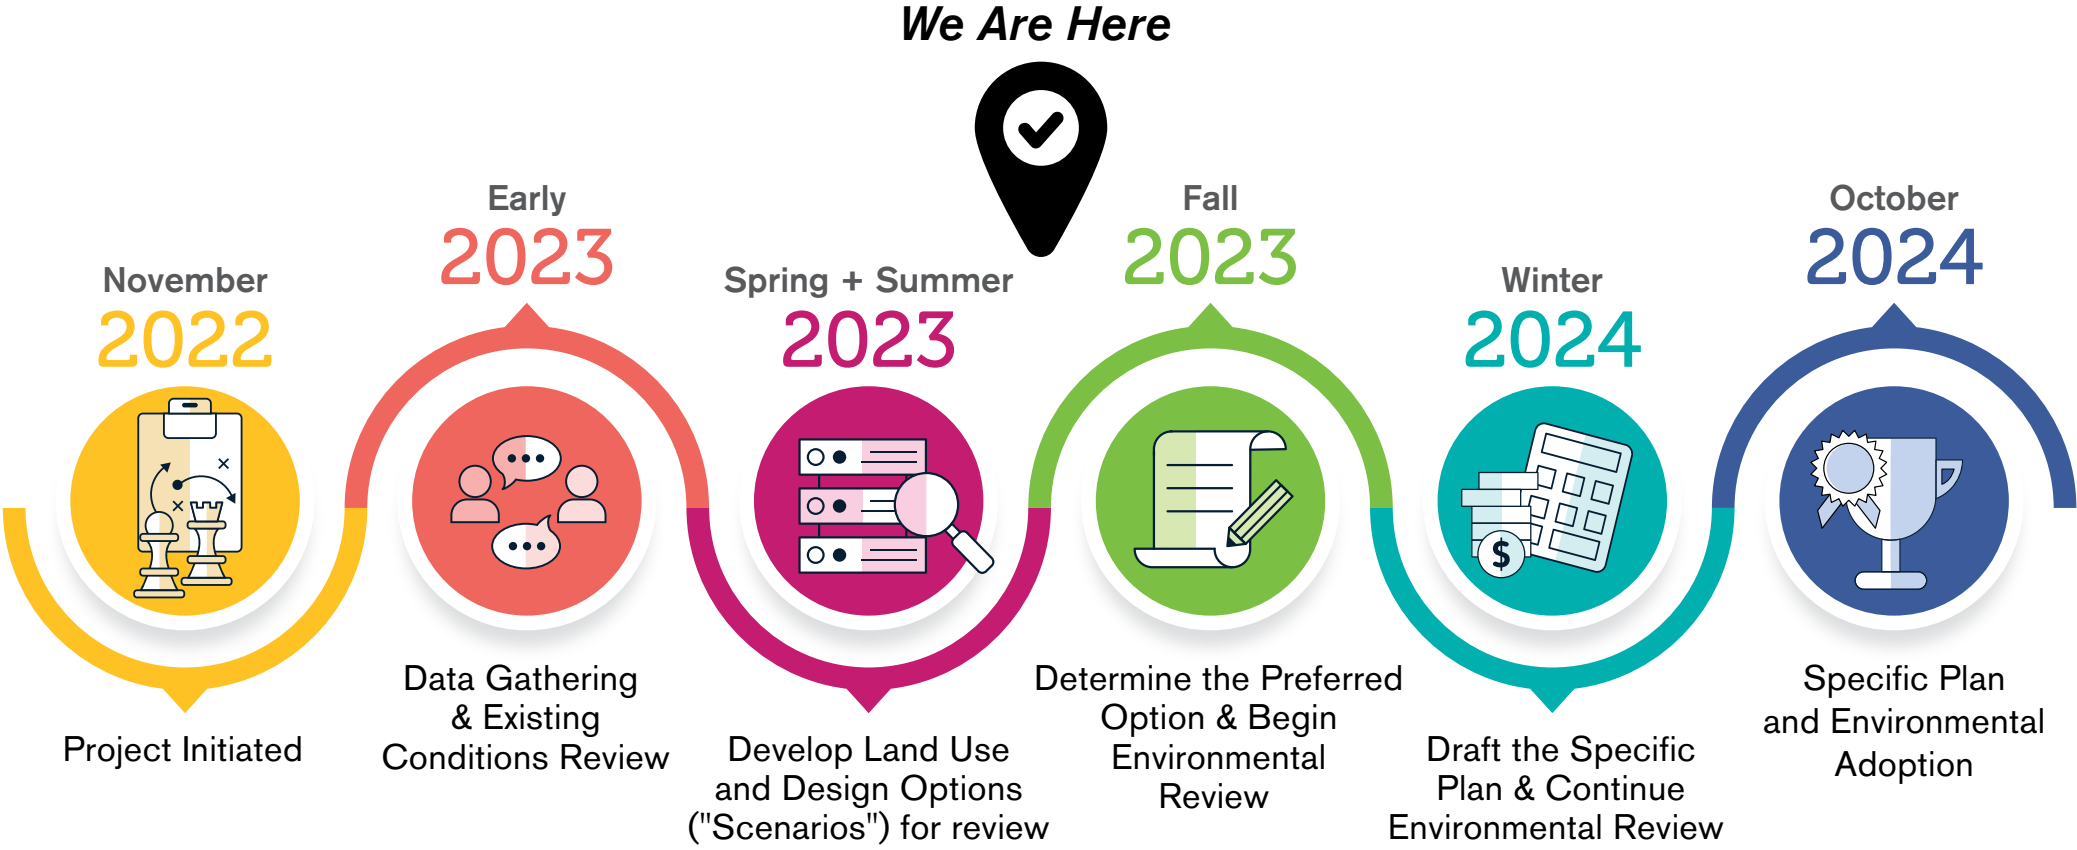 We Are Here
November
2022
Project Initiated
Early
2023
Data Gathering
& Existing
Conditions Review
Spring + Summer
2023
Develop Land Use
and Design Options
("Scenarios") for review
Fall
2023
Determine the Preferred
Option & Begin
Environmental
Review
Winter
2024
$
Draft the Specific
Plan & Continue
Environmental Review
October
2024
Specific Plan
and Environmental
Adoption